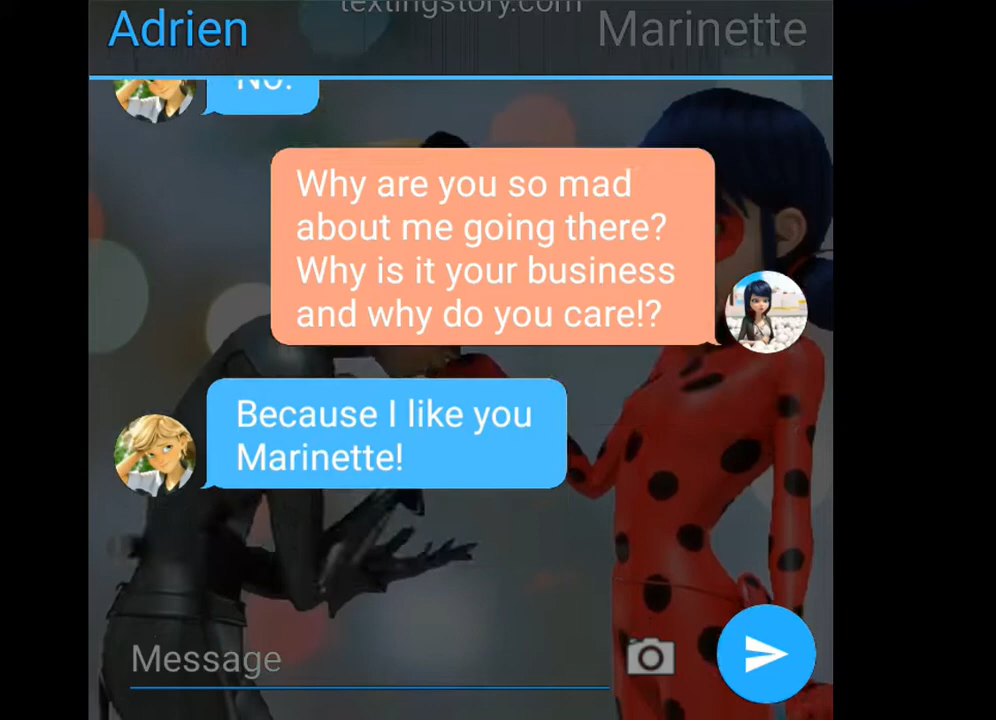 textingstory.com
Adrien
Marinette
No.
Why are you so mad
about me going there?
Why is it your business
and why do you care!?
Because I like you
Marinette!
Message